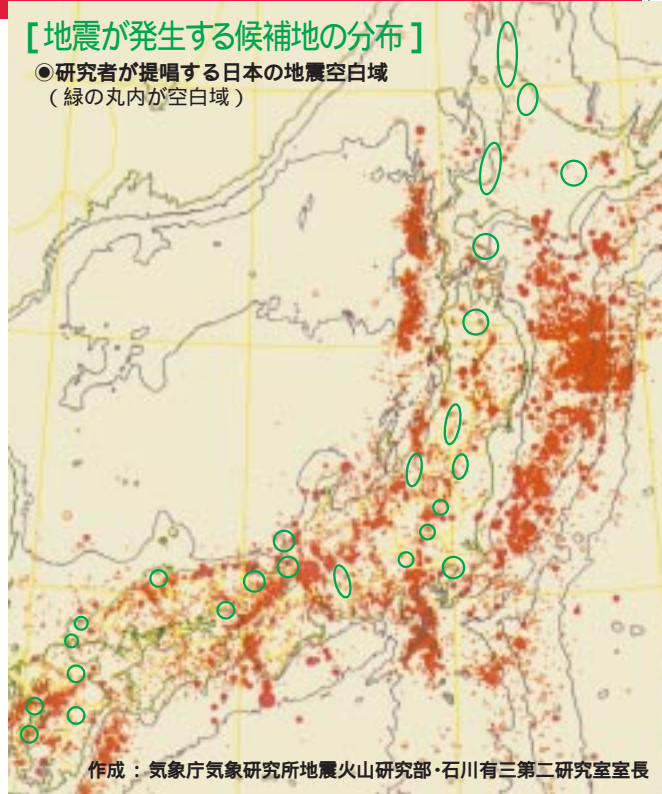 [地震が発生する候補地の分布]
◉研究者が提唱する日本の地震空白域
(緑の丸内が空白域)
作成：気象庁気象研究所地震火山研究部・石川有三第二研究室室長